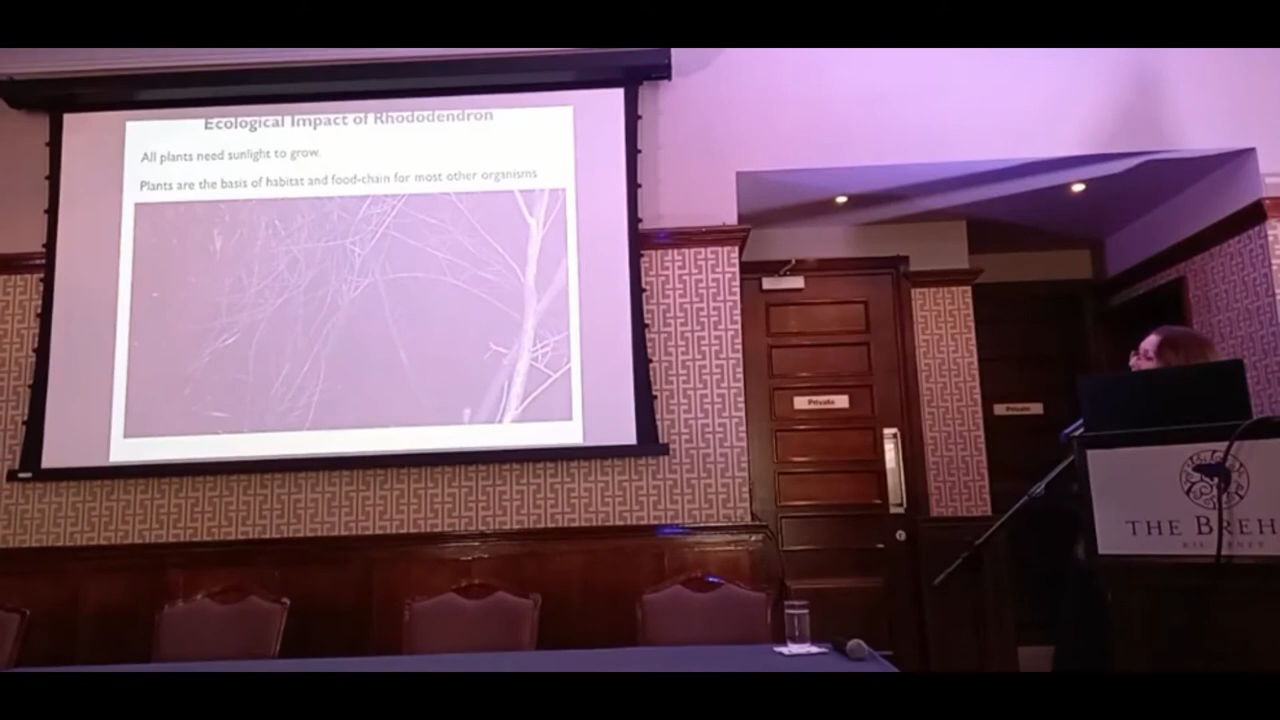 Ecological Impact of Rhododendron
All plants need sunlight to grow.
Plants are the basis of habitat and food-chain for most other organisms
Private
Private
THE BREH